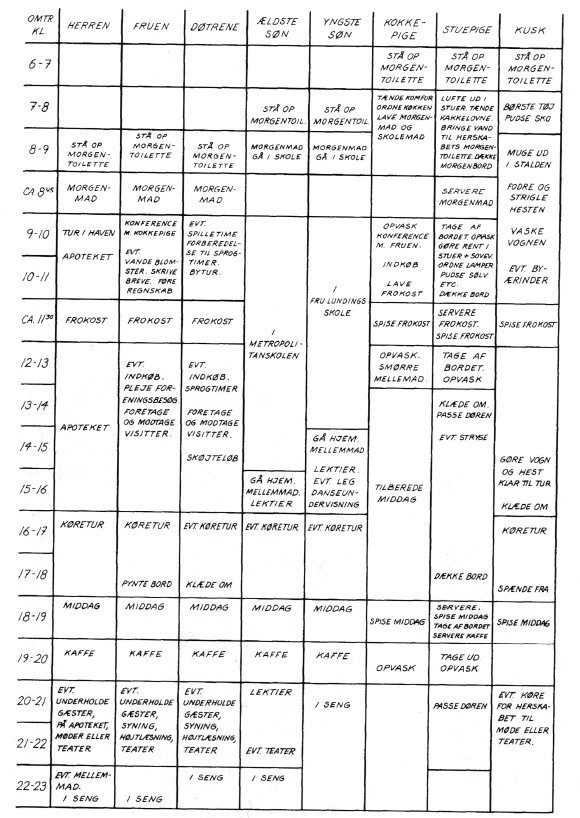 OMTR. KL. HERREN FRUEN DØTRENE ÆLDSTE SØN YNGSTE SØN KOKKE-PIGE STUEPIGE KUSK
6-7
STÅ OP
MORGEN-
TOILETTE
STÅ OP
MORGEN-
TOILETTE
STÅ OP
MORGEN-
TOILETTE
7-8
STÅ OP
MORGENTOIL.
STÅ OP
MORGENTOIL
TÆNDE KOMFUR
ORDNE KØKKEN
LAVE MORGEN-
MAD OG
SKOLEMAD
LUFTE UD I
STUER. TÆNDE
KAKKELOVNE.
BRINGE VAND
TIL HERSKA-
BETS MORGEN-
TOILETTE. DÆKKE
MORGENBORD
BØRSTE TØJ
PUDSE SKO
8-9
STÅ OP
MORGEN-
TOILETTE
STÅ OP
MORGEN-
TOILETTE
STÅ OP
MORGEN-
TOILETTE
MORGENMAD
GÅ I SKOLE
MORGENMAD
GÅ I SKOLE
MUGE UD
I STALDEN
CA. 8⁴⁵
MORGEN-
MAD
MORGEN-
MAD
MORGEN-
MAD
SERVERE
MORGENMAD
FODRE OG
STRIGLE
HESTEN
9-10
TUR I HAVEN
APOTEKET
KONFERENCE
M. KOKKEPIGE
EVT.
VANDE BLOM-
STER. SKRIVE
BREVE. FØRE
REGNSKAB
EVT.
SPILLETIME
FORBEREDEL-
SE TIL SPROG-
TIMER.
BYTUR.
I
METROPOLI-
TANSKOLEN
I
FRU LUNDINGS
SKOLE
OPVASK
KONFERENCE
M. FRUEN.
INDKØB
LAVE
FROKOST
TAGE AF
BORDET OPVASK
GØRE RENT I
STUER + SOVEV.
ORDNE LAMPER
PUDSE SØLV
ETC.
DÆKKE BORD
VASKE
VOGNEN
EVT. BY-
ÆRINDER
10-11
CA. 11³⁰
FROKOST
FROKOST
FROKOST
SPISE FROKOST
SERVERE
FROKOST.
SPISE FROKOST
SPISE FROKOST
12-13
APOTEKET
EVT.
INDKØB.
PLEJE FOR-
ENINGSBESØG
FORETAGE
OG MODTAGE
VISITTER.
EVT.
INDKØB.
SPROGTIMER
FORETAGE
OG MODTAGE
VISITTER.
SKØJTELØB
OPVASK.
SMØRRE
MELLEMAD.
TAGE AF
BORDET.
OPVASK
13-14
KLÆDE OM.
PASSE DØREN
EVT. STRYGE
14-15
GÅ HJEM.
MELLEMMAD
LEKTIER.
EVT. LEG
DANSEUN-
DERVISNING
GØRE VOGN
OG HEST
KLAR TIL TUR
KLÆDE OM
15-16
GÅ HJEM.
MELLEMMAD.
LEKTIER
TILBEREDE
MIDDAG
16-17
KØRETUR
KØRETUR
EVT. KØRETUR
EVT. KØRETUR
EVT. KØRETUR
KØRETUR
17-18
PYNTE BORD
KLÆDE OM
DÆKKE BORD
SPÆNDE FRA
18-19
MIDDAG
MIDDAG
MIDDAG
MIDDAG
MIDDAG
SPISE MIDDAG
SERVERE.
SPISE MIDDAG
TAGE AF BORDET
SERVERE KAFFE
SPISE MIDDAG
19-20
KAFFE
KAFFE
KAFFE
KAFFE
KAFFE
OPVASK
TAGE UD
OPVASK
20-21
EVT.
UNDERHOLDE
GÆSTER,
PÅ APOTEKET,
MØDER ELLER
TEATER
EVT.
UNDERHOLDE
GÆSTER,
SYNING,
HØJTLÆSNING,
TEATER
EVT.
UNDERHOLDE
GÆSTER,
SYNING,
HØJTLÆSNING,
TEATER
LEKTIER
I SENG
PASSE DØREN
EVT. KØRE
FOR HERSKA-
BET TIL
MØDE ELLER
TEATER.
21-22
EVT. TEATER
22-23
EVT. MELLEM-
MAD.
I SENG
I SENG
I SENG
I SENG